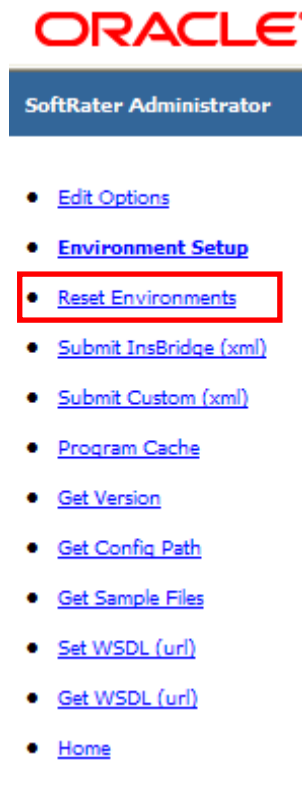 ORACLE
SoftRater Administrator
Edit Options
Environment Setup
Reset Environments
Submit InsBridge (xml)
Submit Custom (xml)
Program Cache
Get Version
Get Config Path
Get Sample Files
Set WSDL (url)
Get WSDL (url)
Home